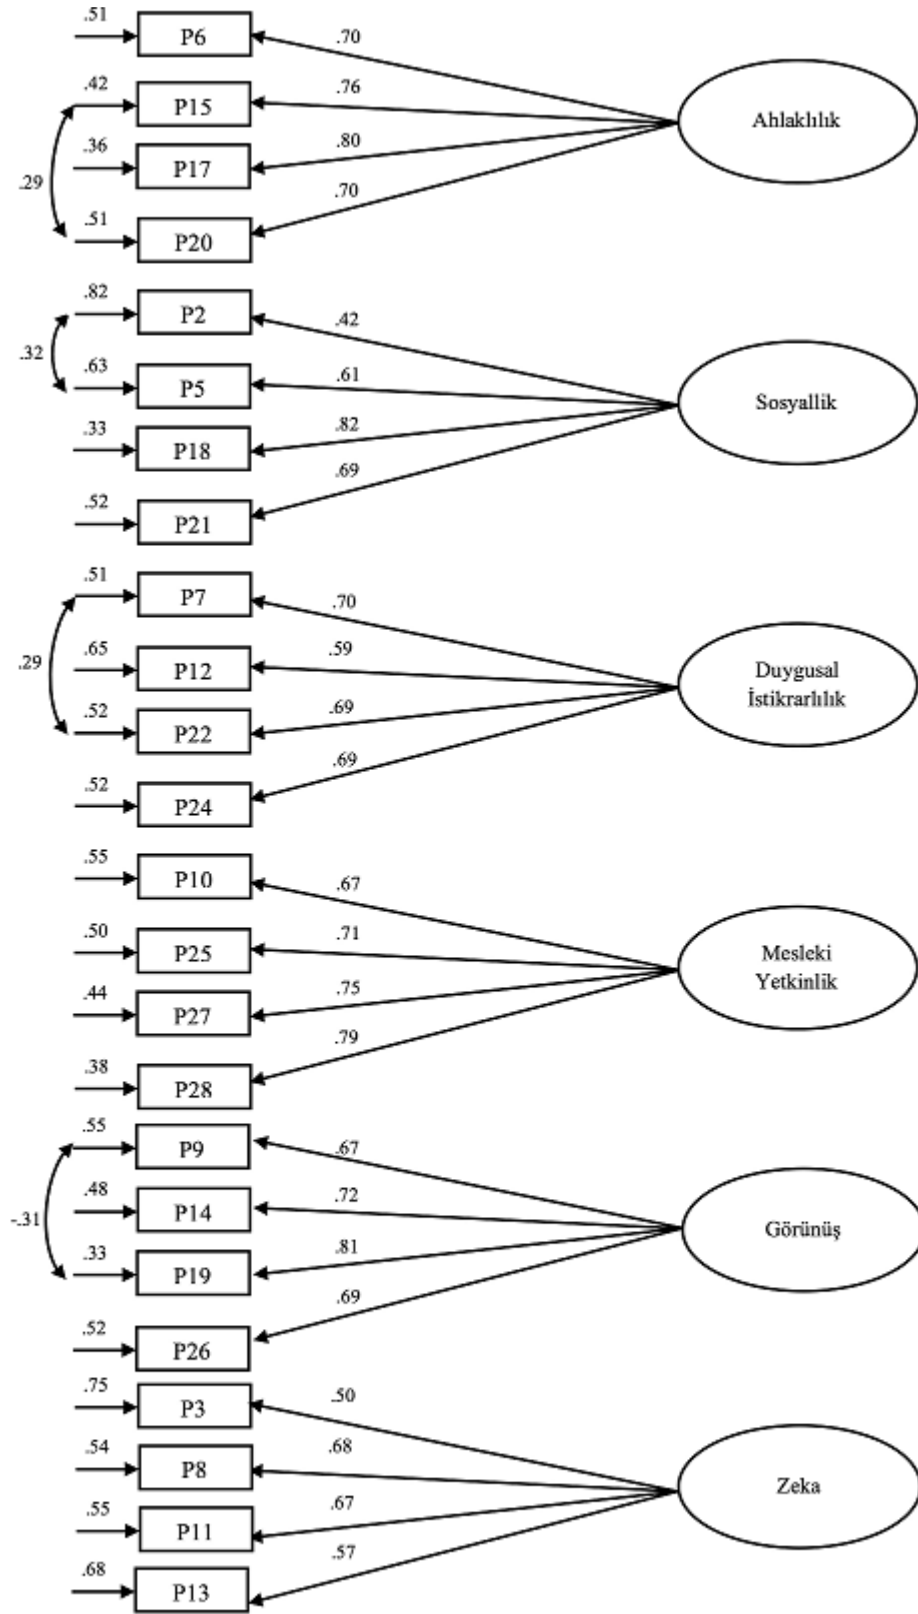 .51
P6
.70
.42
P15
.76
Ahlaklılık
.36
P17
.80
.29
.51
P20
.70
.82
P2
.42
.32
.63
P5
.61
Sosyallik
.33
P18
.82
.52
P21
.69
.51
P7
.70
.29
.65
P12
.59
Duygusal
İstikrarlılık
.52
P22
.69
.52
P24
.69
.55
P10
.67
.50
P25
.71
Mesleki
Yetkinlik
.44
P27
.75
.38
P28
.79
.55
P9
.67
-.31
.48
P14
.72
Görünüş
.33
P19
.81
.52
P26
.69
.75
P3
.50
.54
P8
.68
Zeka
.55
P11
.67
.68
P13
.57